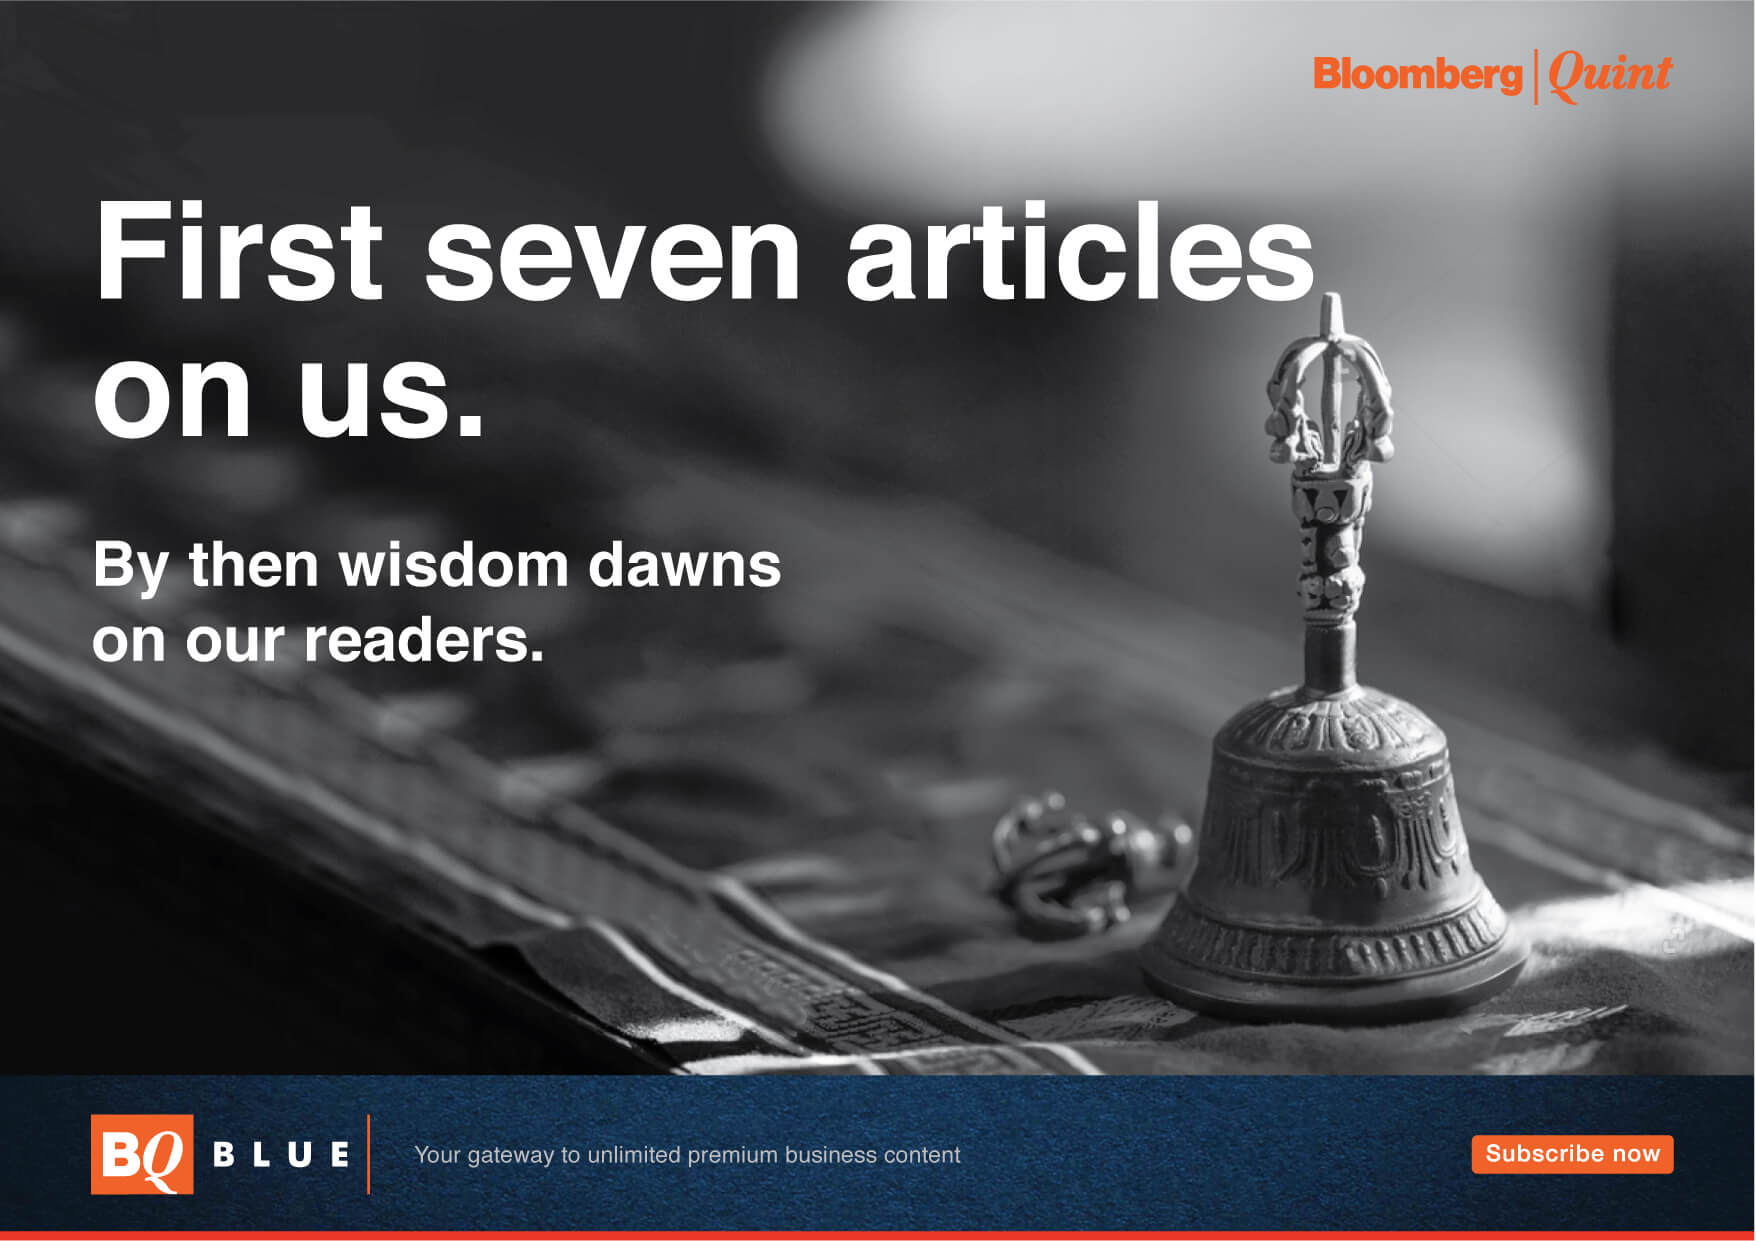 Bloomberg | Quint
First seven articles
on us.
By then wisdom dawns
on our readers.
BQ BLUE
Your gateway to unlimited premium business content
Subscribe now